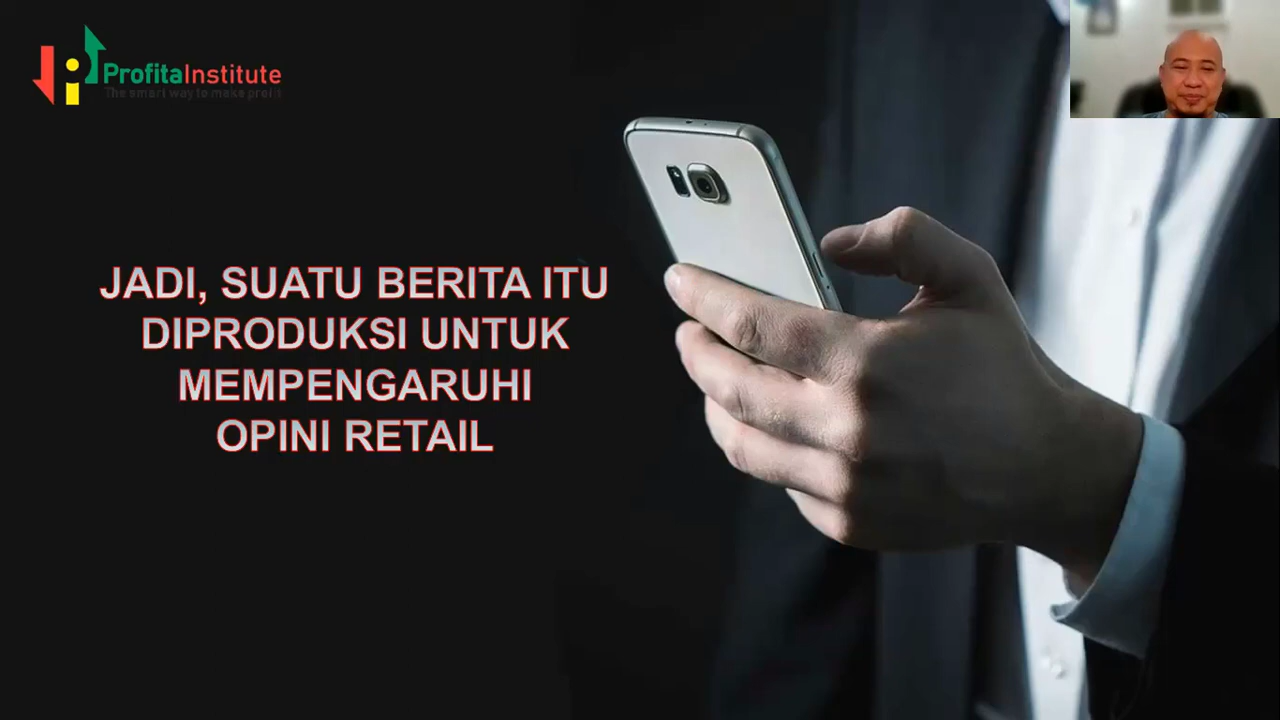 ProfitaInstitute
The smart way to make profit
JADI, SUATU BERITA ITU
DIPRODUKSI UNTUK
MEMPENGARUHI
OPINI RETAIL